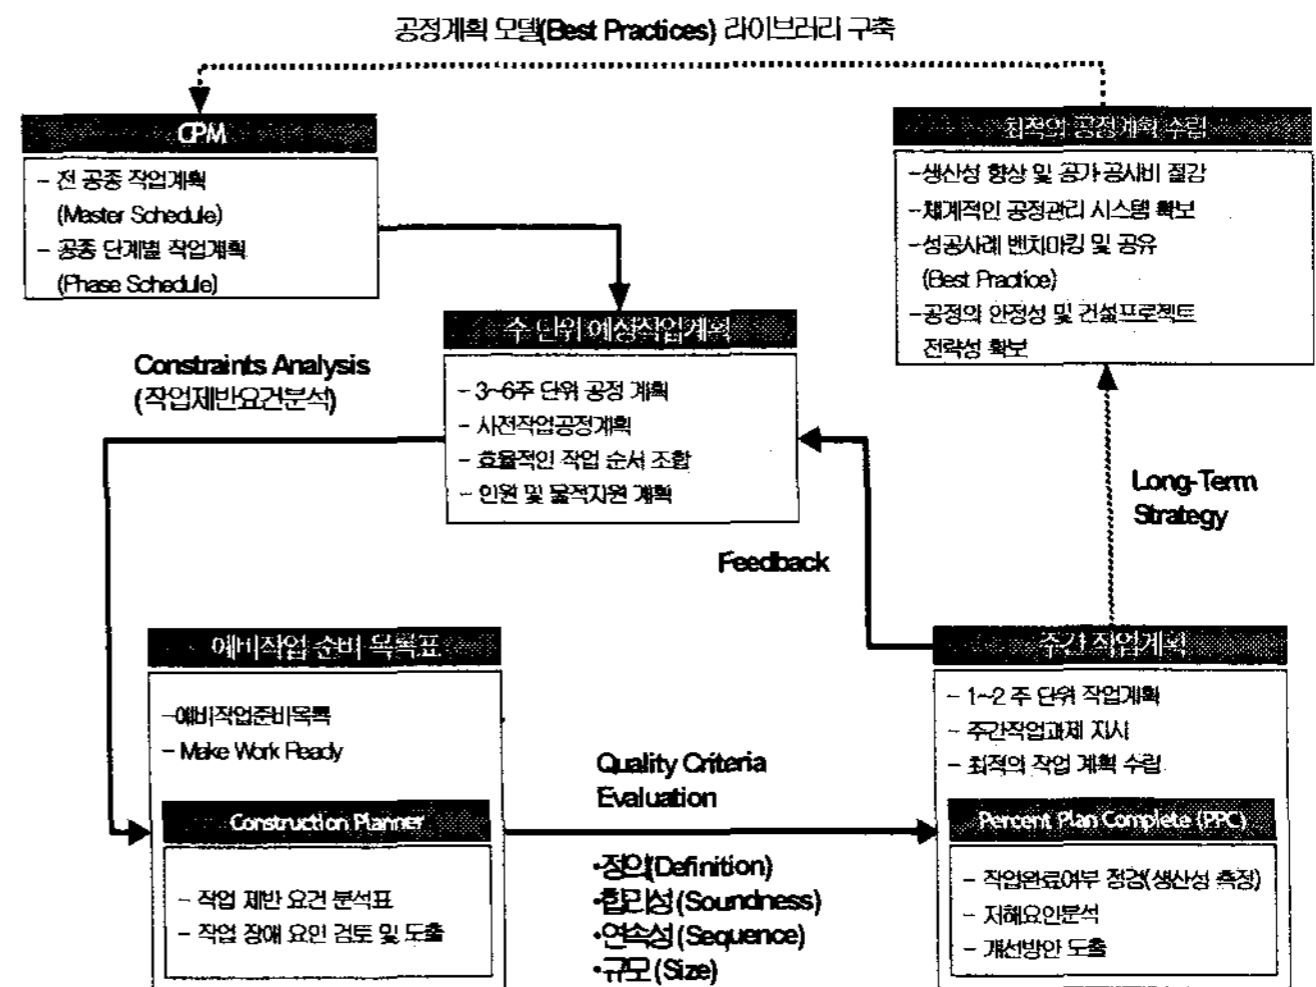 공정계획 모델(Best Practices) 라이브러리 구축
CPM
- 전 공종 작업계획
(Master Schedule)
- 공종 단계별 작업계획
(Phase Schedule)
최적의 공정계획 수립
-생산성 향상 및 공기·공사비 절감
-체계적인 공정관리 시스템 확보
-성공사례 벤치마킹 및 공유
(Best Practice)
-공정의 안정성 및 건설프로젝트
전략성 확보
주 단위 예상작업계획
- 3~6주 단위 공정 계획
- 사전작업공정계획
- 효율적인 작업 순서 조합
- 인원 및 물적자원 계획
Constraints Analysis
(작업제반요건분석)
Long-Term
Strategy
Feedback
예비작업 준비 목록표
-예비작업준비목록
- Make Work Ready
Construction Planner
- 작업 제반 요건 분석표
- 작업 장애 요인 검토 및 도출
Quality Criteria
Evaluation
•정의(Definition)
•합리성(Soundness)
•연속성(Sequence)
•규모(Size)
주간 작업계획
- 1~2 주 단위 작업계획
- 주간작업과제 지시
- 최적의 작업 계획 수립
Percent Plan Complete (PPC)
- 작업완료여부 점검(생산성 측정)
- 저해요인분석
- 개선방안 도출